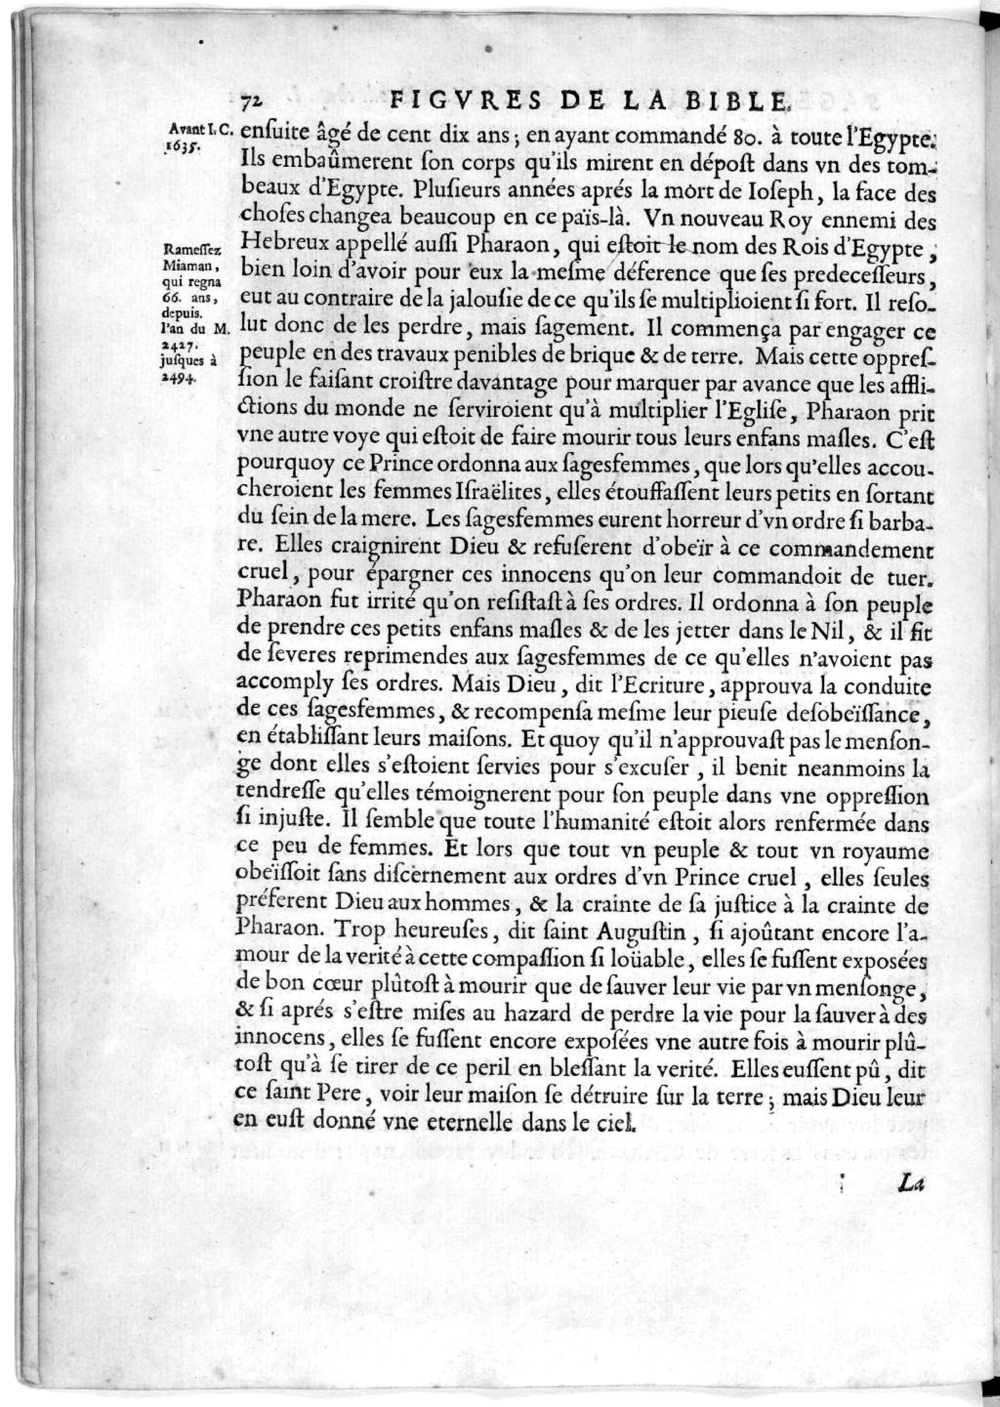 72 FIGVRES DE LA BIBLE.
Avant I. C.
1635.
enſuite âgé de cent dix ans ; en ayant commandé 80. à toute l'Egypte.
Ils embaûmerent ſon corps qu'ils mirent en dépoſt dans vn des tom-
beaux d'Egypte. Pluſieurs années aprés la mort de Ioſeph, la face des
choſes changea beaucoup en ce païs-là. Vn nouveau Roy ennemi des
Rameſſez
Miaman,
qui regna
66. ans,
depuis.
l'an du M.
2427.
juſques à
2494.
Hebreux appellé auſſi Pharaon, qui eſtoit le nom des Rois d'Egypte,
bien loin d'avoir pour eux la meſme déference que ſes predeceſſeurs,
eut au contraire de la jalouſie de ce qu'ils ſe multiplioient ſi fort. Il reſo-
lut donc de les perdre, mais ſagement. Il commença par engager ce
peuple en des travaux penibles de brique & de terre. Mais cette oppreſ-
ſion le faiſant croiſtre davantage pour marquer par avance que les affli-
ctions du monde ne ſerviroient qu'à multiplier l'Egliſe, Pharaon prit
vne autre voye qui eſtoit de faire mourir tous leurs enfans maſles. C'eſt
pourquoy ce Prince ordonna aux ſagesfemmes, que lors qu'elles accou-
cheroient les femmes Iſraëlites, elles étouffaſſent leurs petits en ſortant
du ſein de la mere. Les ſagesfemmes eurent horreur d'vn ordre ſi barba-
re. Elles craignirent Dieu & refuſerent d'obeïr à ce commandement
cruel, pour épargner ces innocens qu'on leur commandoit de tuer.
Pharaon fut irrité qu'on reſiſtaſt à ſes ordres. Il ordonna à ſon peuple
de prendre ces petits enfans maſles & de les jetter dans le Nil, & il fit
de ſeveres reprimendes aux ſagesfemmes de ce qu'elles n'avoient pas
accomply ſes ordres. Mais Dieu, dit l'Ecriture, approuva la conduite
de ces ſagesfemmes, & recompenſa meſme leur pieuſe deſobeïſſance,
en établiſſant leurs maiſons. Et quoy qu'il n'approuvaſt pas le menſon-
ge dont elles s'eſtoient ſervies pour s'excuſer, il benit neanmoins la
tendreſſe qu'elles témoignerent pour ſon peuple dans vne oppreſſion
ſi injuſte. Il ſemble que toute l'humanité eſtoit alors renfermée dans
ce peu de femmes. Et lors que tout vn peuple & tout vn royaume
obeïſſoit ſans diſcernement aux ordres d'vn Prince cruel, elles ſeules
préferent Dieu aux hommes, & la crainte de ſa juſtice à la crainte de
Pharaon. Trop heureuſes, dit ſaint Auguſtin, ſi ajoûtant encore l'a-
mour de la verité à cette compaſſion ſi loüable, elles ſe fuſſent exposées
de bon cœur plûtoſt à mourir que de ſauver leur vie par vn menſonge,
& ſi aprés s'eſtre miſes au hazard de perdre la vie pour la ſauver à des
innocens, elles ſe fuſſent encore expoſées vne autre fois à mourir plû-
toſt qu'à ſe tirer de ce peril en bleſſant la verité. Elles euſſent pû, dit
ce ſaint Pere, voir leur maiſon ſe détruire ſur la terre ; mais Dieu leur
en euſt donné vne eternelle dans le ciel.
La